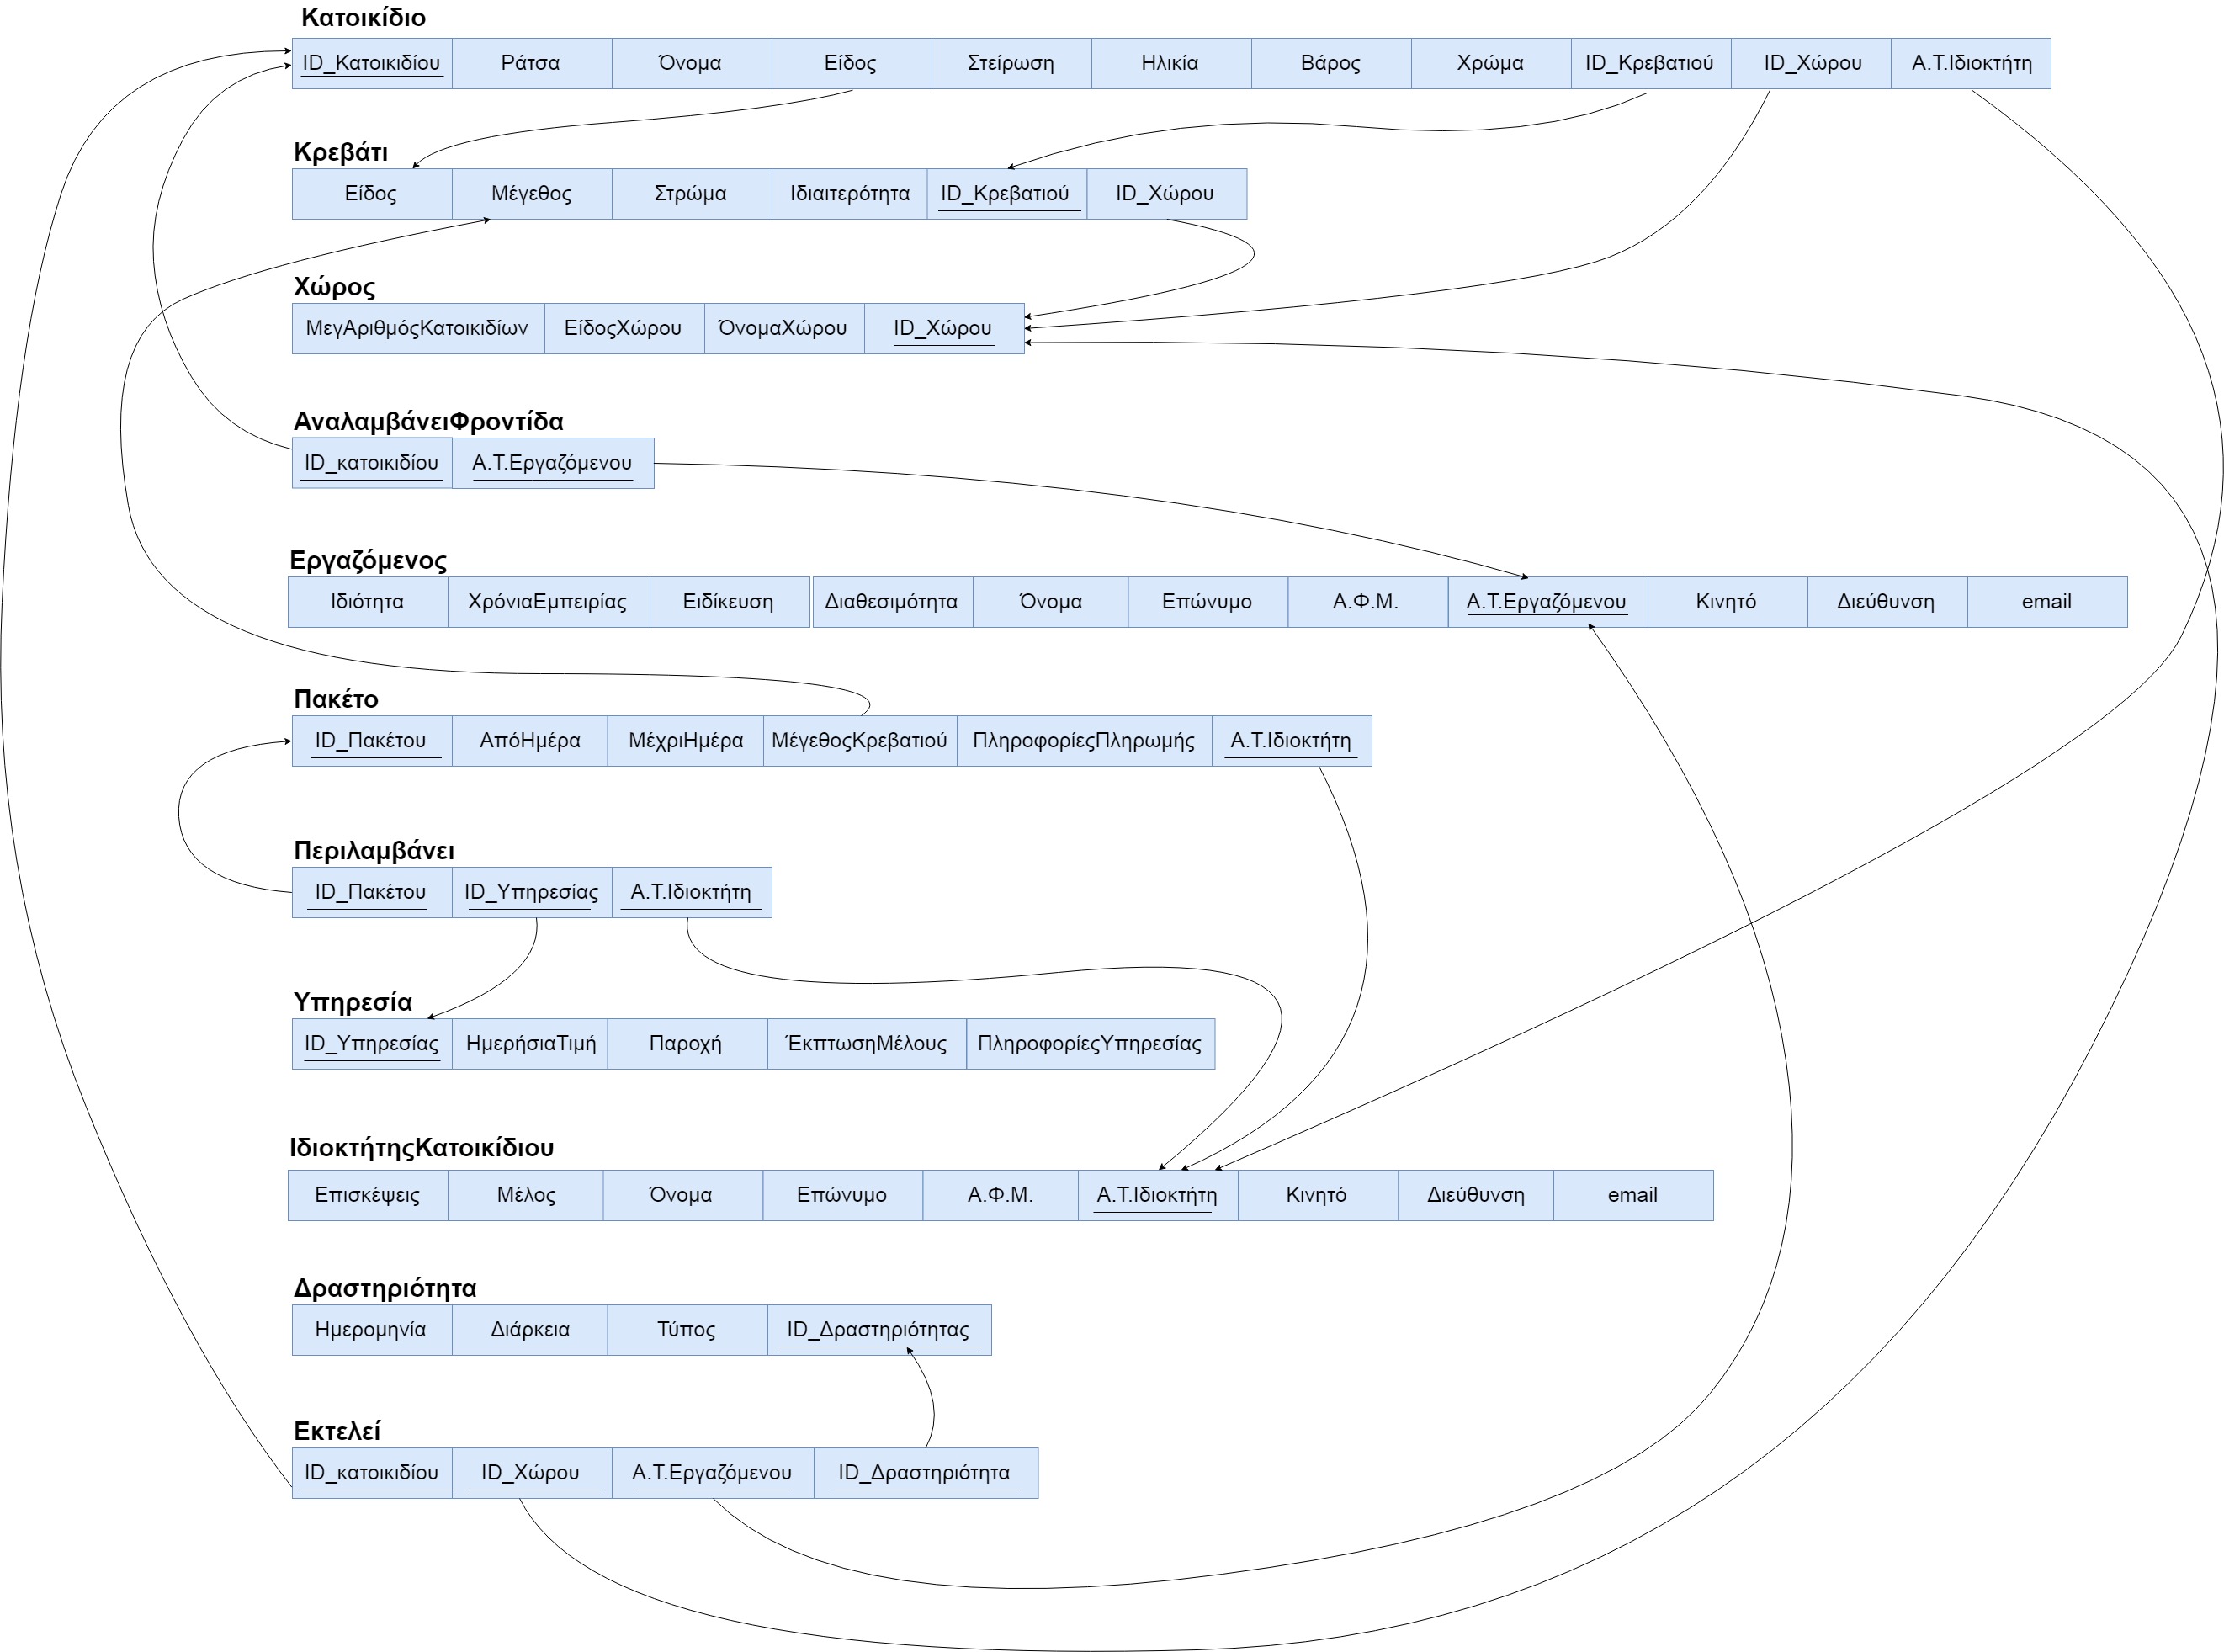 Κατοικίδιο
ID_Κατοικιδίου Ράτσα Όνομα Είδος Στείρωση Ηλικία Βάρος Χρώμα ID_Κρεβατιού ID_Χώρου Α.Τ.Ιδιοκτήτη
Κρεβάτι
Είδος Μέγεθος Στρώμα Ιδιαιτερότητα ID_Κρεβατιού ID_Χώρου
Χώρος
ΜεγΑριθμόςΚατοικιδίων ΕίδοςΧώρου ΌνομαΧώρου ID_Χώρου
ΑναλαμβάνειΦροντίδα
ID_κατοικιδίου Α.Τ.Εργαζόμενου
Εργαζόμενος
Ιδιότητα ΧρόνιαΕμπειρίας Ειδίκευση Διαθεσιμότητα Όνομα Επώνυμο Α.Φ.Μ. Α.Τ.Εργαζόμενου Κινητό Διεύθυνση email
Πακέτο
ID_Πακέτου ΑπόΗμέρα ΜέχριΗμέρα ΜέγεθοςΚρεβατιού ΠληροφορίεςΠληρωμής Α.Τ.Ιδιοκτήτη
Περιλαμβάνει
ID_Πακέτου ID_Υπηρεσίας Α.Τ.Ιδιοκτήτη
Υπηρεσία
ID_Υπηρεσίας ΗμερήσιαΤιμή Παροχή ΈκπτωσηΜέλους ΠληροφορίεςΥπηρεσίας
ΙδιοκτήτηςΚατοικίδιου
Επισκέψεις Μέλος Όνομα Επώνυμο Α.Φ.Μ. Α.Τ.Ιδιοκτήτη Κινητό Διεύθυνση email
Δραστηριότητα
Ημερομηνία Διάρκεια Τύπος ID_Δραστηριότητας
Εκτελεί
ID_κατοικιδίου ID_Χώρου Α.Τ.Εργαζόμενου ID_Δραστηριότητα